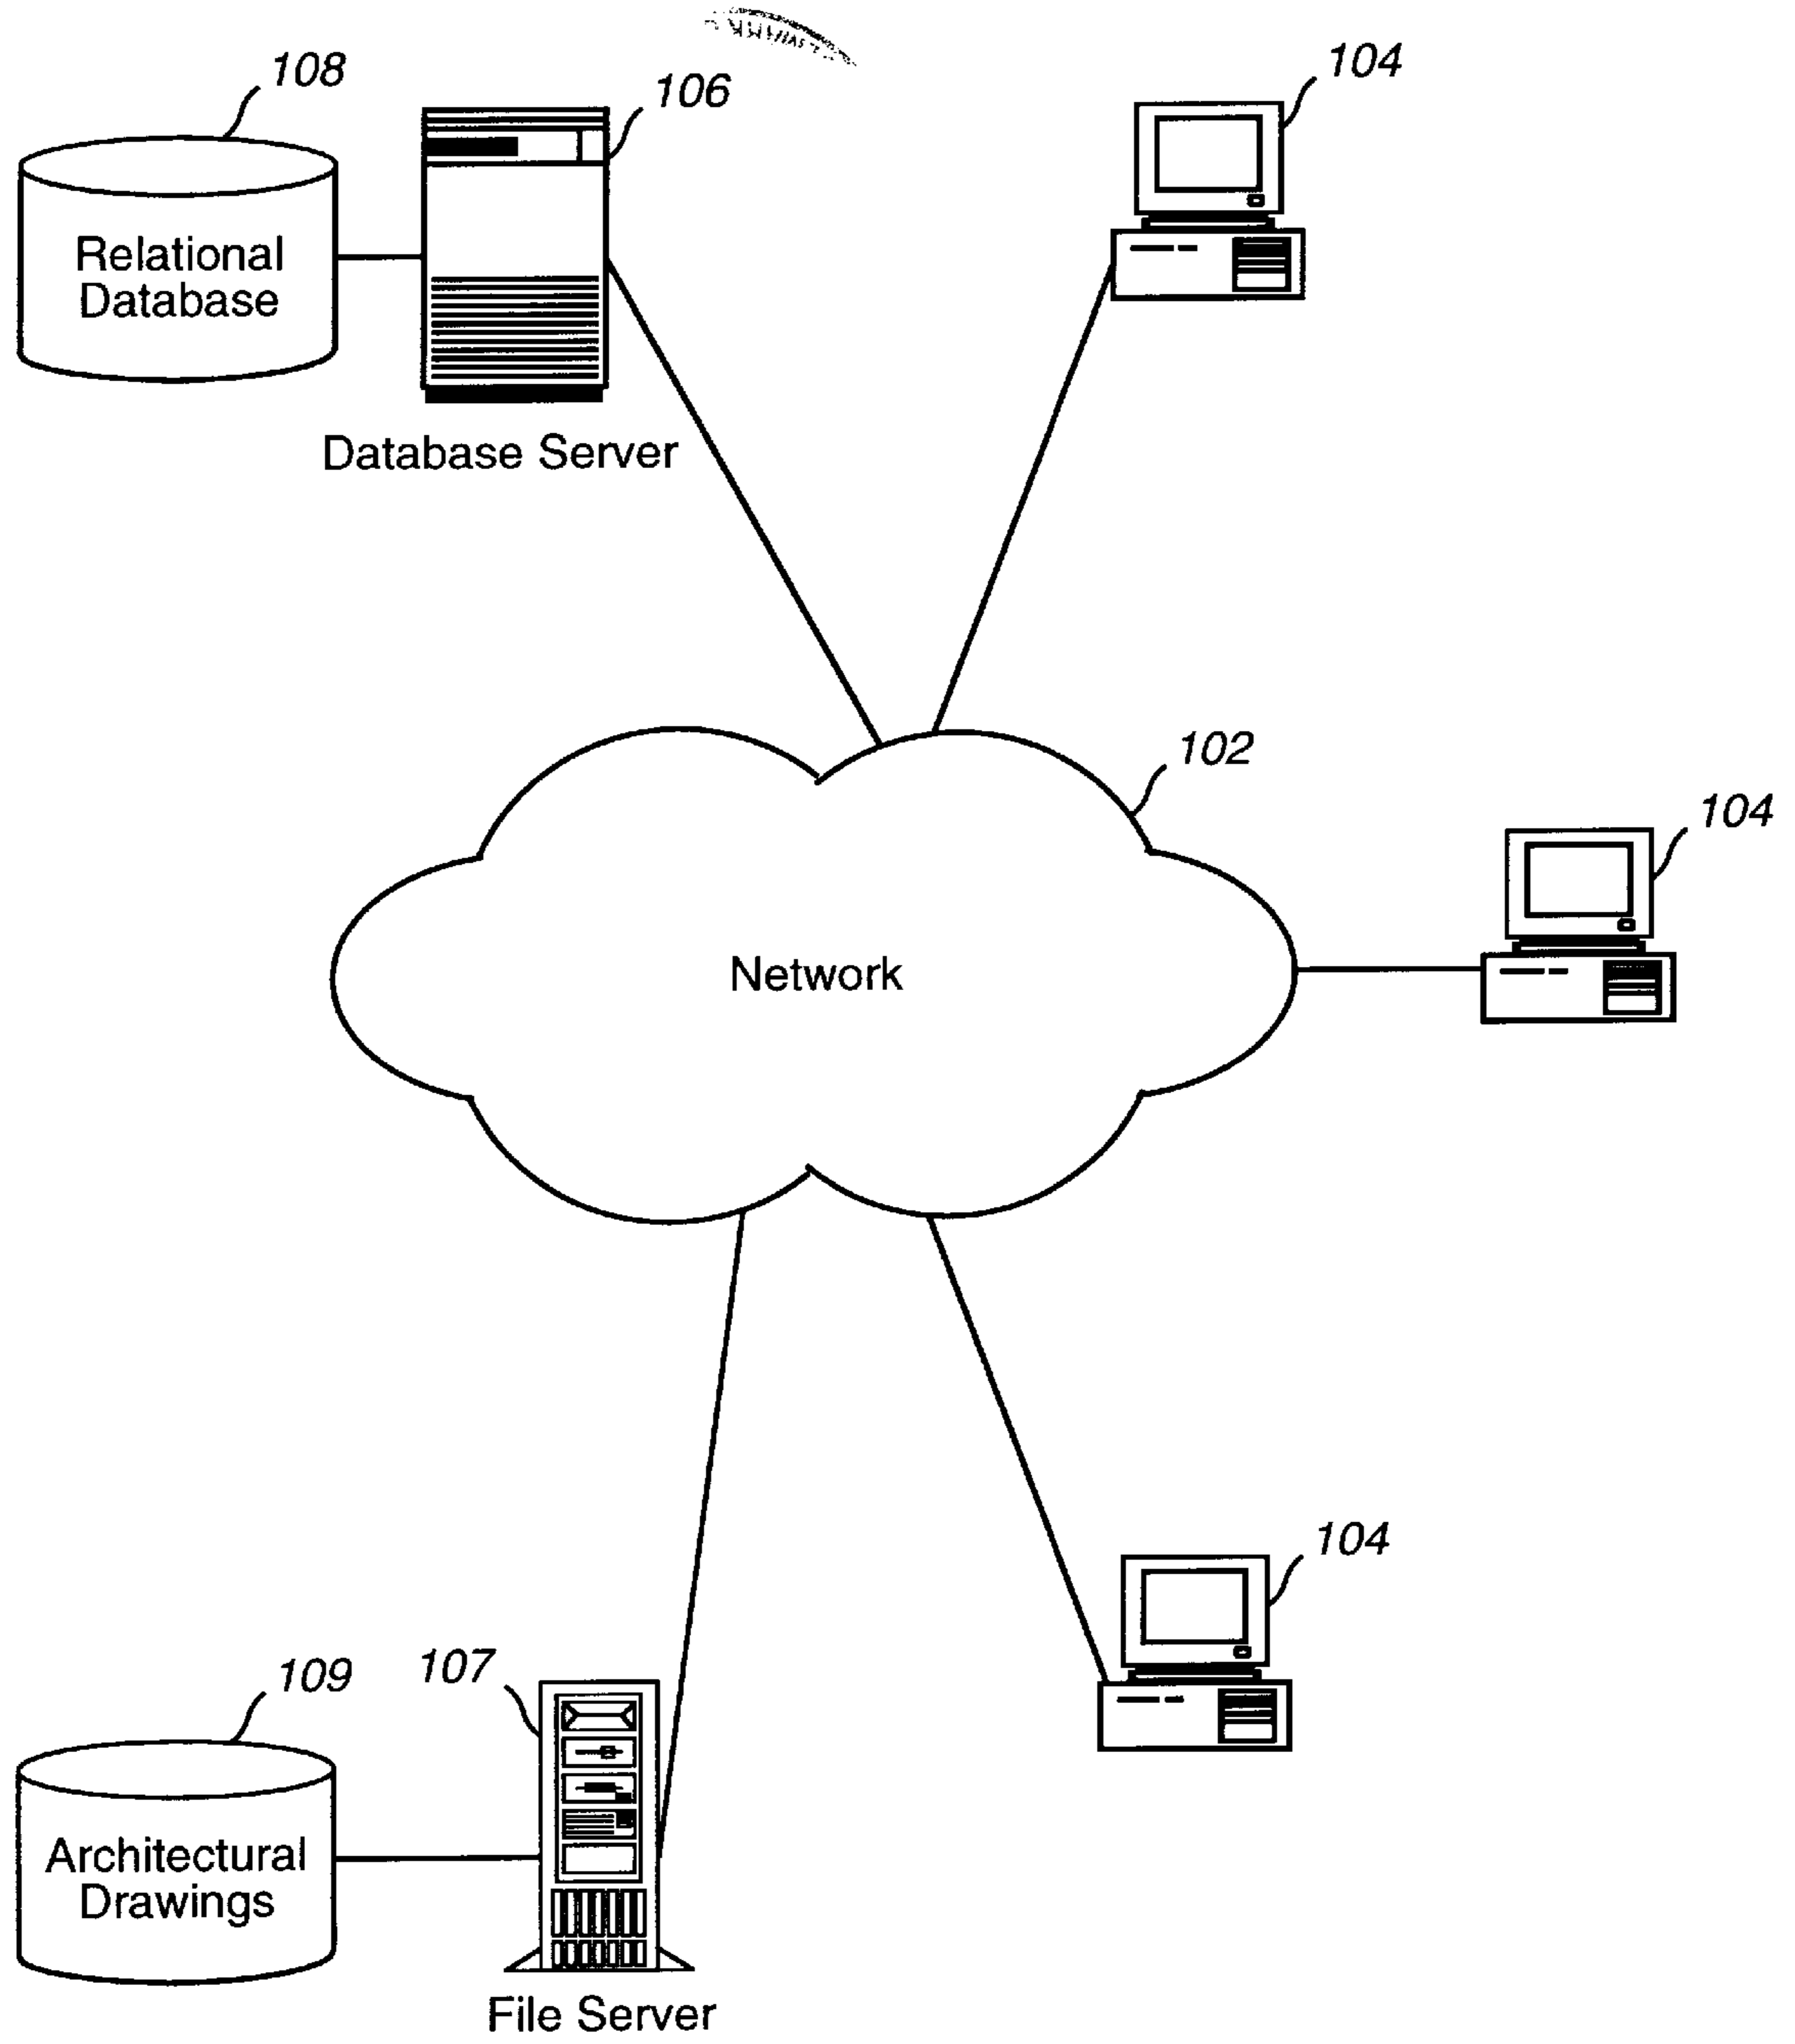 108
106
104
Relational
Database
Database Server
102
104
Network
104
109
107
Architectural
Drawings
File Server